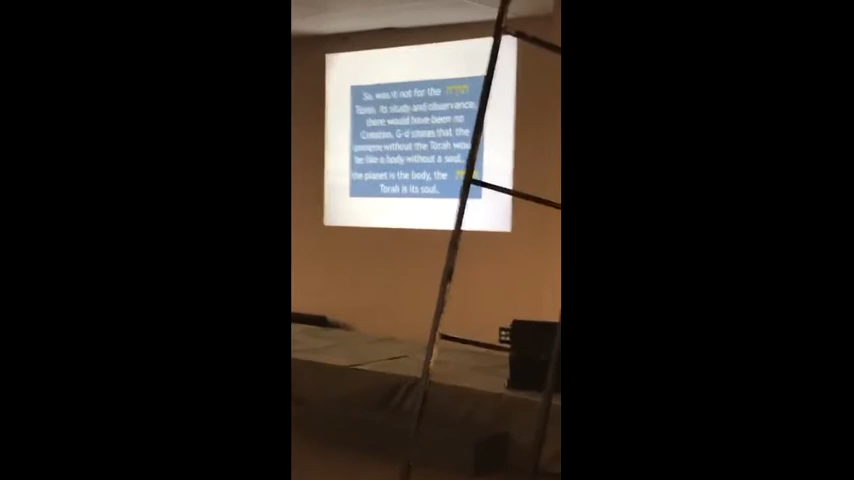 So, was it not for the תורה
Torah, its study and observance,
there would have been no
Creation. G-d states that the
universe without the Torah wou
be like a body without a soul.
the planet is the body, the
Torah is its soul.